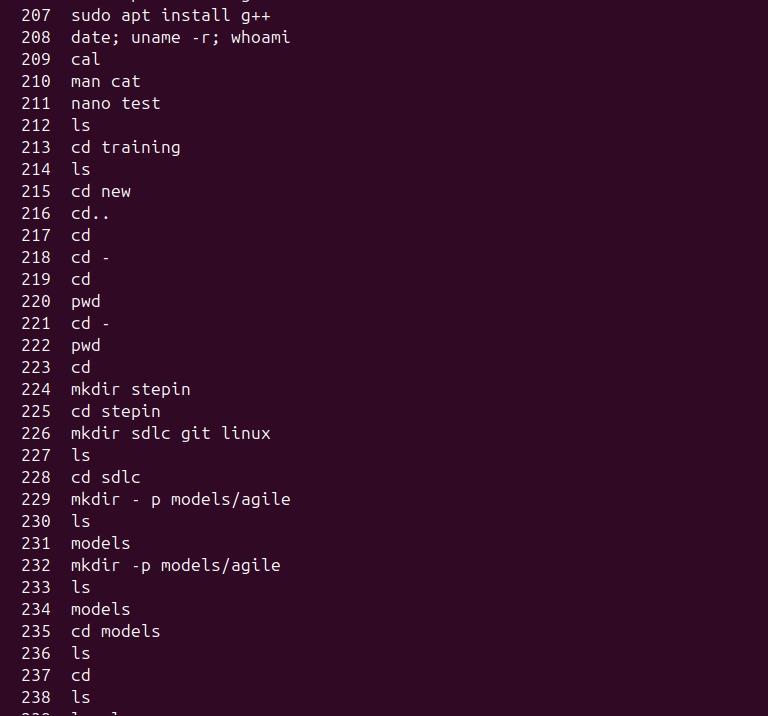 207 sudo apt install g++
208 date; uname -r; whoami
209 cal
210 man cat
211 nano test
212 ls
213 cd training
214 ls
215 cd new
216 cd..
217 cd
218 cd -
219 cd
220 pwd
221 cd -
222 pwd
223 cd
224 mkdir stepin
225 cd stepin
226 mkdir sdlc git linux
227 ls
228 cd sdlc
229 mkdir - p models/agile
230 ls
231 models
232 mkdir -p models/agile
233 ls
234 models
235 cd models
236 ls
237 cd
238 ls